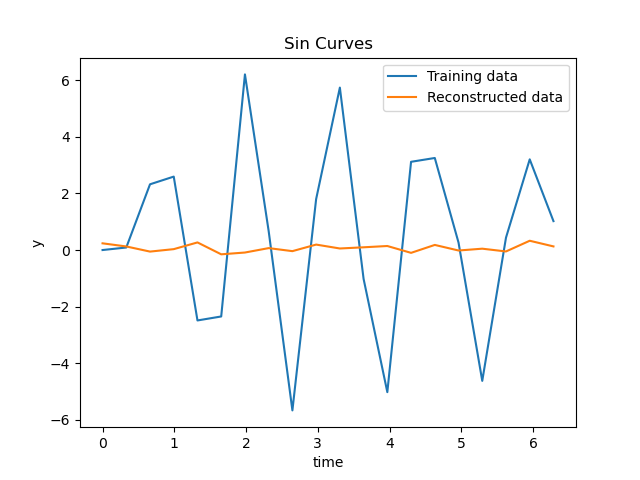 Sin Curves
Training data
Reconstructed data
6
4
2
0
−2
−4
−6
y
0 1 2 3 4 5 6
time